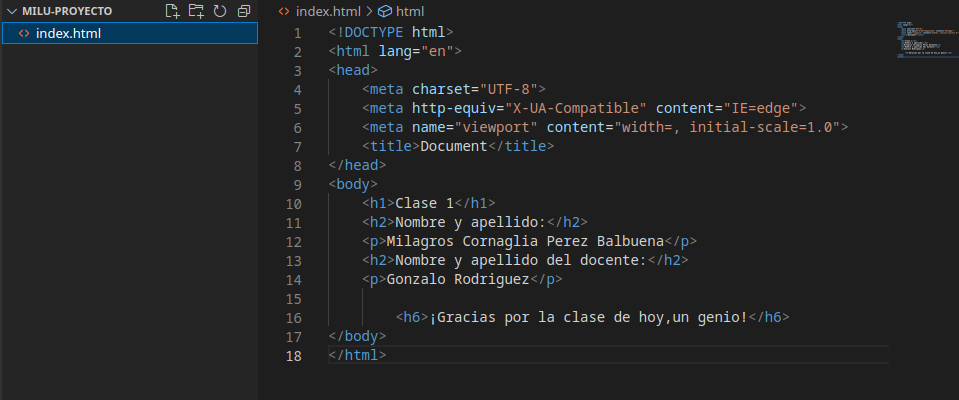 MILU-PROYECTO
index.html
index.html > html
1 <!DOCTYPE html>
2 <html lang="en">
3 <head>
4 <meta charset="UTF-8">
5 <meta http-equiv="X-UA-Compatible" content="IE=edge">
6 <meta name="viewport" content="width=, initial-scale=1.0">
7 <title>Document</title>
8 </head>
9 <body>
10 <h1>Clase 1</h1>
11 <h2>Nombre y apellido:</h2>
12 <p>Milagros Cornaglia Perez Balbuena</p>
13 <h2>Nombre y apellido del docente:</h2>
14 <p>Gonzalo Rodriguez</p>
15
16 <h6>¡Gracias por la clase de hoy,un genio!</h6>
17 </body>
18 </html>